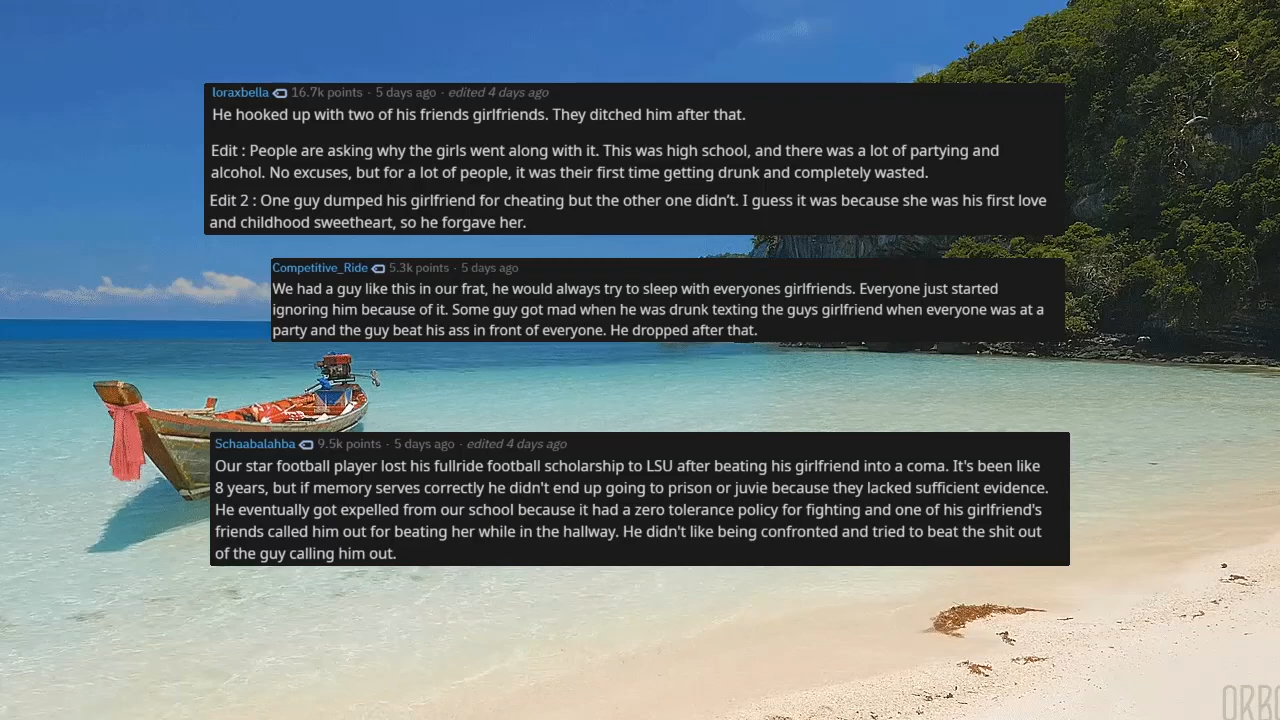 loraxbella 16.7k points · 5 days ago · edited 4 days ago
He hooked up with two of his friends girlfriends. They ditched him after that.
Edit : People are asking why the girls went along with it. This was high school, and there was a lot of partying and
alcohol. No excuses, but for a lot of people, it was their first time getting drunk and completely wasted.
Edit 2 : One guy dumped his girlfriend for cheating but the other one didn't. I guess it was because she was his first love
and childhood sweetheart, so he forgave her.
Competitive_Ride 5.3k points · 5 days ago
We had a guy like this in our frat, he would always try to sleep with everyones girlfriends. Everyone just started
ignoring him because of it. Some guy got mad when he was drunk texting the guys girlfriend when everyone was at a
party and the guy beat his ass in front of everyone. He dropped after that.
Schaabalahba 9.5k points · 5 days ago · edited 4 days ago
Our star football player lost his fullride football scholarship to LSU after beating his girlfriend into a coma. It's been like
8 years, but if memory serves correctly he didn't end up going to prison or juvie because they lacked sufficient evidence.
He eventually got expelled from our school because it had a zero tolerance policy for fighting and one of his girlfriend's
friends called him out for beating her while in the hallway. He didn't like being confronted and tried to beat the shit out
of the guy calling him out.